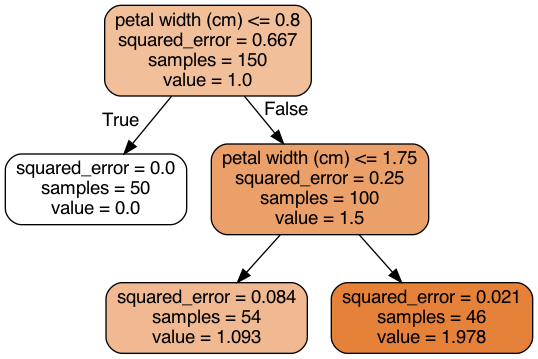 petal width (cm) <= 0.8
squared_error = 0.667
samples = 150
value = 1.0
True
False
squared_error = 0.0
samples = 50
value = 0.0
petal width (cm) <= 1.75
squared_error = 0.25
samples = 100
value = 1.5
squared_error = 0.084
samples = 54
value = 1.093
squared_error = 0.021
samples = 46
value = 1.978